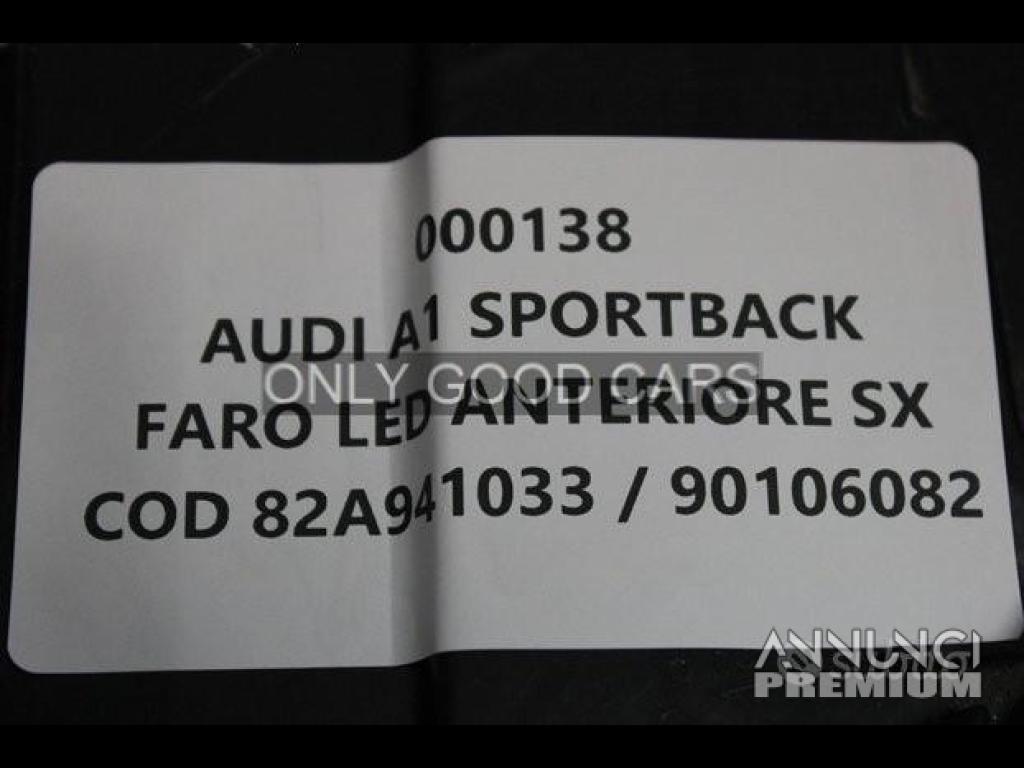 000138
AUDI A1 SPORTBACK
ONLY GOOD CARS
FARO LED ANTERIORE SX
COD 82A941033 / 90106082
ANNUNCI
PREMIUM